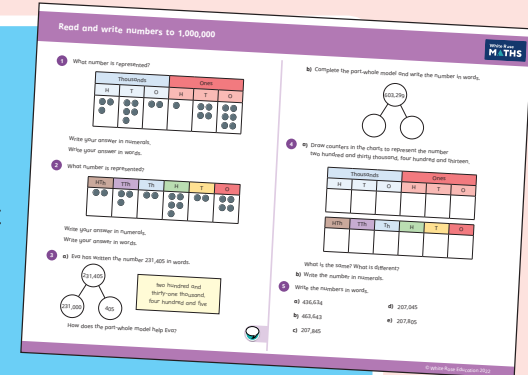 Read and write numbers to 1,000,000
White Rose
MATHS
1 What number is represented?
Thousands Ones
H T O H T O
Write your answer in numerals.
Write your answer in words.
2 What number is represented?
HTh TTh Th H T O
Write your answer in numerals.
Write your answer in words.
3 a) Eva has written the number 231,405 in words.
231,405
231,000 405
two hundred and
thirty-one thousand,
four hundred and five
How does the part-whole model help Eva?
b) Complete the part-whole model and write the number in words.
603,290
4 a) Draw counters in the charts to represent the number
two hundred and thirty thousand, four hundred and thirteen.
Thousands Ones
H T O H T O
HTh TTh Th H T O
What is the same? What is different?
b) Write the number in numerals.
5 Write the numbers in words.
a) 436,634
b) 463,643
c) 207,845
d) 207,045
e) 207,805
© White Rose Education 2022